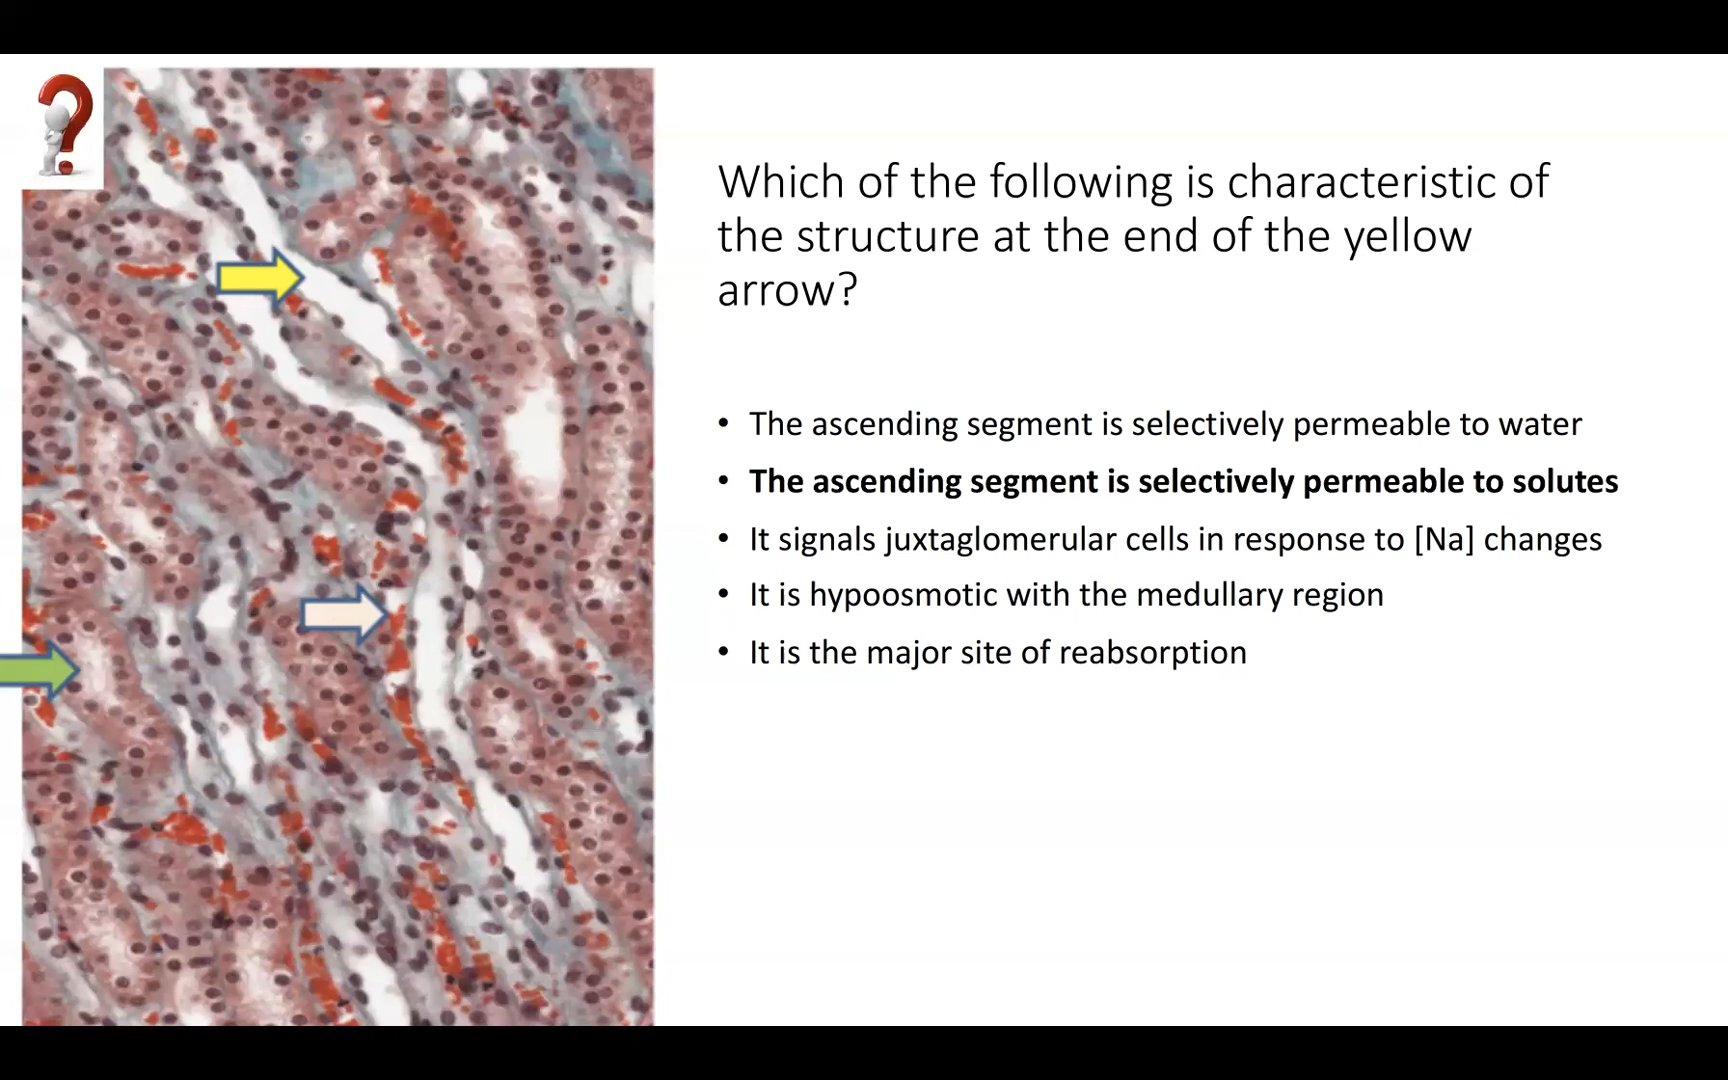 Which of the following is characteristic of
the structure at the end of the yellow
arrow?
• The ascending segment is selectively permeable to water
• The ascending segment is selectively permeable to solutes
• It signals juxtaglomerular cells in response to [Na] changes
• It is hypoosmotic with the medullary region
• It is the major site of reabsorption